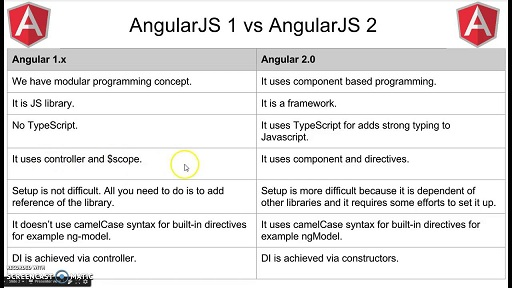 AngularJS 1 vs AngularJS 2
Angular 1.x
Angular 2.0
We have modular programming concept.
It uses component based programming.
It is JS library.
It is a framework.
No TypeScript.
It uses TypeScript for adds strong typing to
Javascript.
It uses controller and $scope.
It uses component and directives.
Setup is not difficult. All you need to do is to add
reference of the library.
Setup is more difficult because it is dependent of
other libraries and it requires some efforts to set it up.
It doesn't use camelCase syntax for built-in directives
for example ng-model.
It uses camelCase syntax for built-in directives for
example ngModel.
DI is achieved via controller.
DI is achieved via constructors.
RECORDED WITH
SCREENCAST MATIC